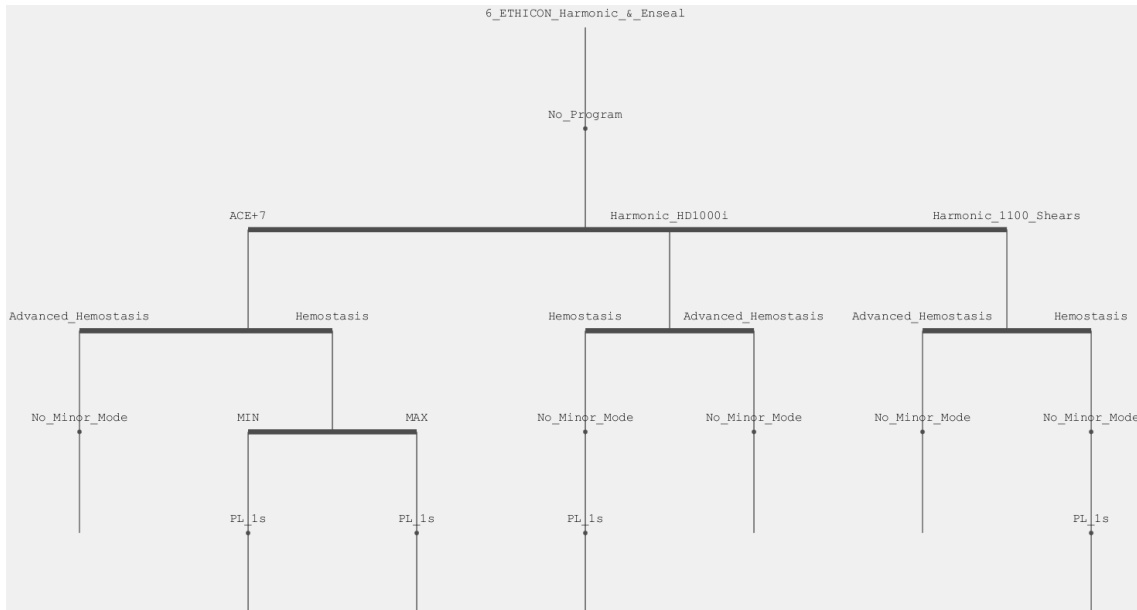 6_ETHICON_Harmonic_&_Enseal
No_Program
ACE+7 Harmonic_HD1000i Harmonic_1100_Shears
Advanced_Hemostasis Hemostasis Hemostasis Advanced_Hemostasis Advanced_Hemostasis Hemostasis
No_Minor_Mode MIN MAX No_Minor_Mode No_Minor_Mode No_Minor_Mode No_Minor_Mode
PL_1s PL_1s PL_1s PL_1s